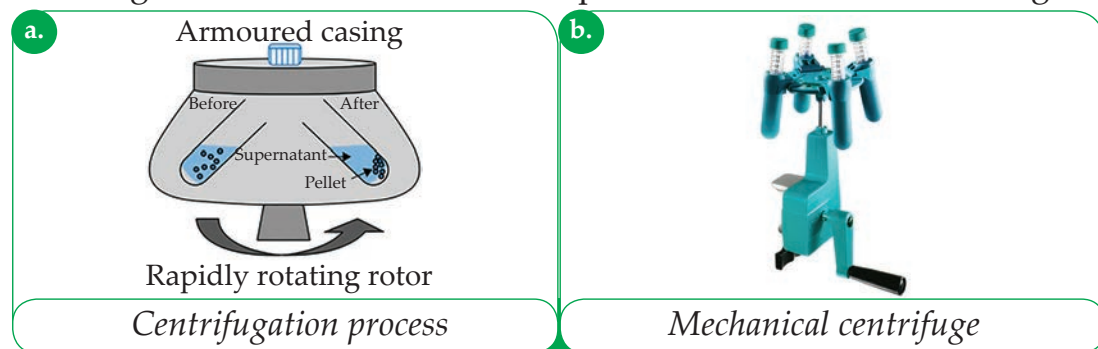 a.
Armoured casing
Before
After
Supernatant
Pellet
Rapidly rotating rotor
Centrifugation process
b.
Mechanical centrifuge